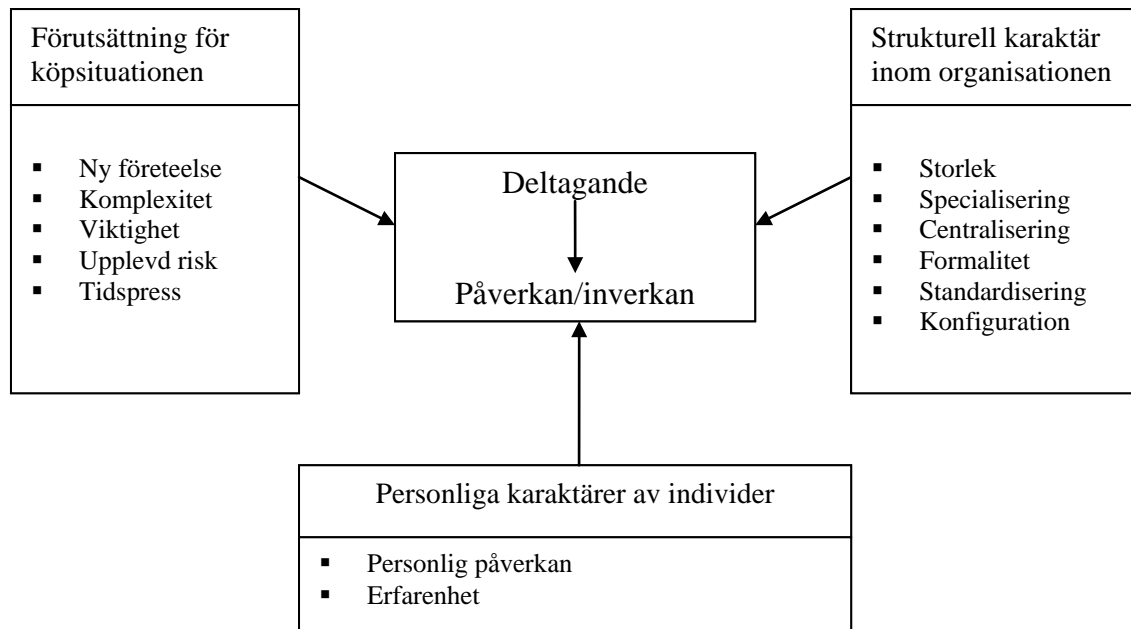 Förutsättning för
köpsituationen
▪ Ny företeelse
▪ Komplexitet
▪ Viktighet
▪ Upplevd risk
▪ Tidspress
Deltagande
Påverkan/inverkan
Strukturell karaktär
inom organisationen
▪ Storlek
▪ Specialisering
▪ Centralisering
▪ Formalitet
▪ Standardisering
▪ Konfiguration
Personliga karaktärer av individer
▪ Personlig påverkan
▪ Erfarenhet